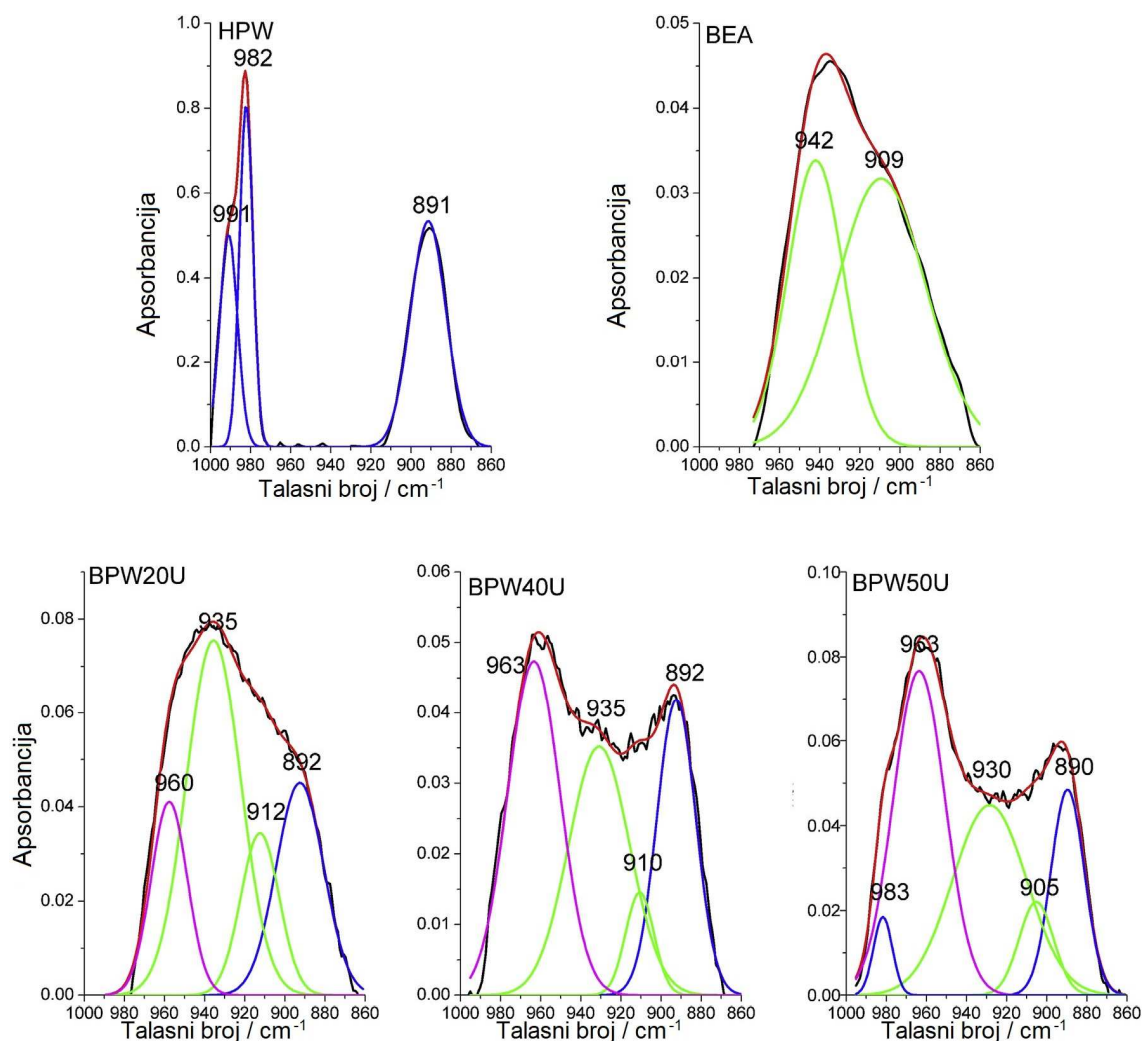 HPW
1.0
982
0.8
0.6
991
891
0.4
0.2
0.0
1000 980 960 940 920 900 880 860
Apsorbancija
Talasni broj / cm-1
BEA
0.05
0.04
942
909
0.03
0.02
0.01
0.00
1000 980 960 940 920 900 880 860
Apsorbancija
Talasni broj / cm-1
BPW20U
0.08
935
0.06
892
960
912
0.04
0.02
0.00
1000 980 960 940 920 900 880 860
Apsorbancija
Talasni broj / cm-1
BPW40U
0.06
0.05
963
935
892
0.04
0.03
0.02
910
0.01
0.00
1000 980 960 940 920 900 880 860
Talasni broj / cm-1
BPW50U
0.10
963
0.08
0.06
930
890
0.04
983
905
0.02
0.00
1000 980 960 940 920 900 880 860
Talasni broj / cm-1